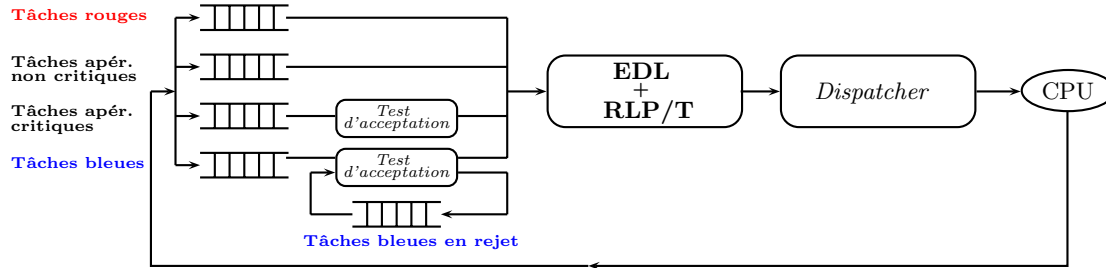 Tâches rouges
Tâches apér.
non critiques
Tâches apér.
critiques
Test
d'acceptation
Tâches bleues
Test
d'acceptation
Tâches bleues en rejet
EDL
+
RLP/T
Dispatcher
CPU